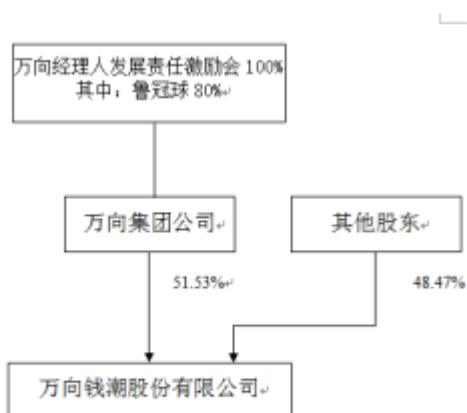 万向经理人发展责任激励会 100%
其中：鲁冠球 80%
万向集团公司
其他股东
51.53%
48.47%
万向钱潮股份有限公司